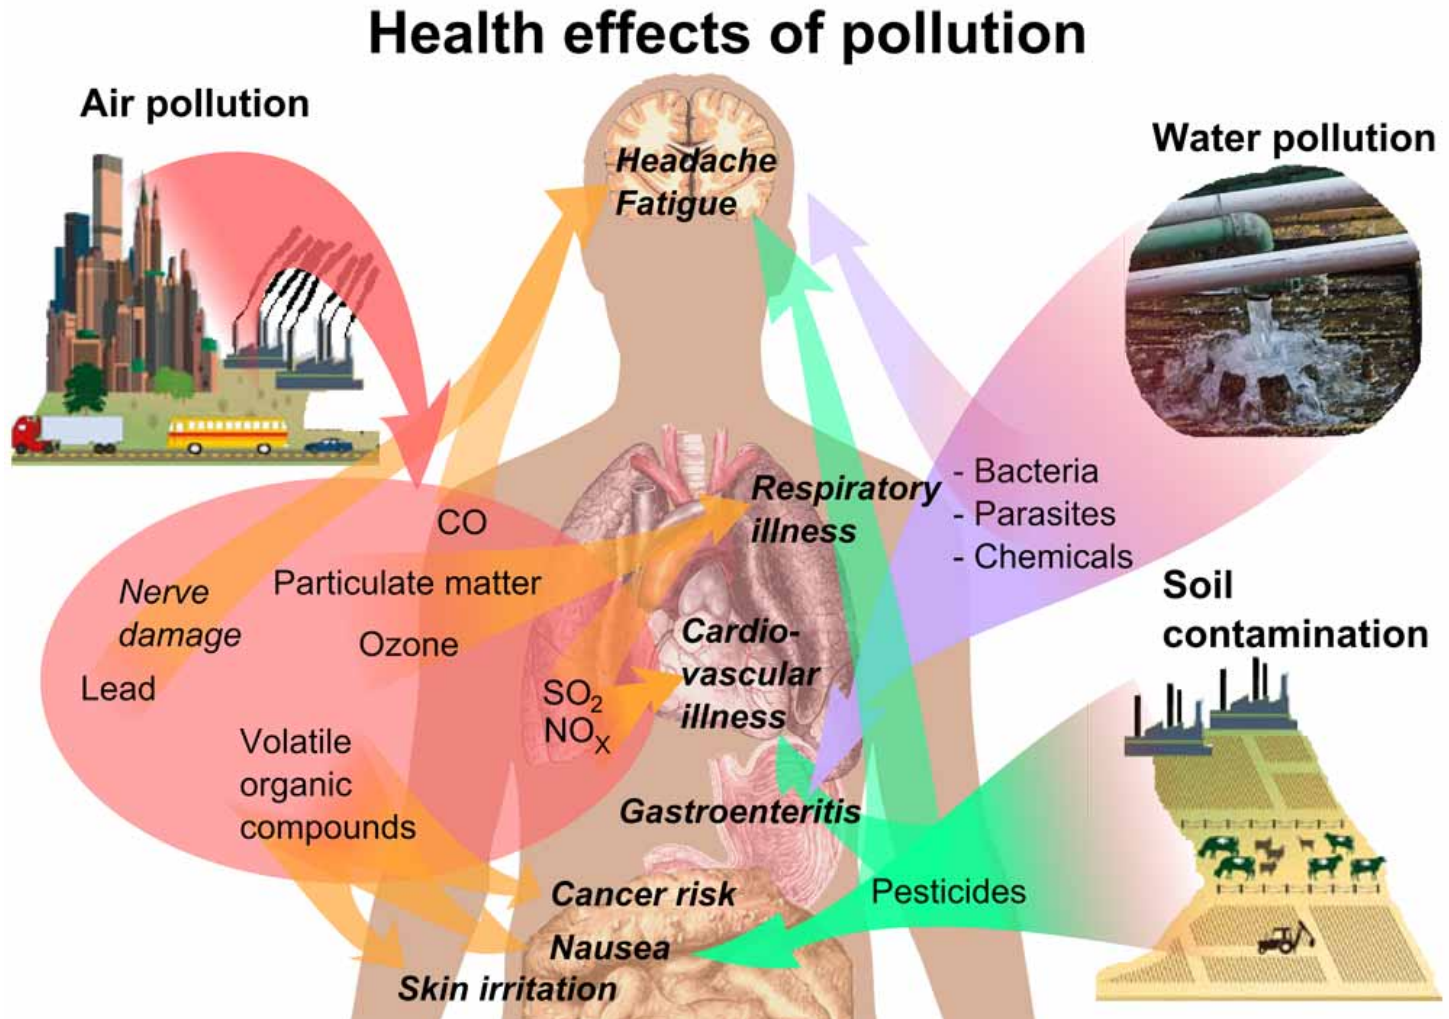 Health effects of pollution
Air pollution
Water pollution
Headache
Fatigue
Respiratory
illness
- Bacteria
- Parasites
- Chemicals
CO
Particulate matter
Nerve
damage
Ozone
Lead
SO₂
NOₓ
Volatile
organic
compounds
Cardio-
vascular
illness
Soil
contamination
Gastroenteritis
Cancer risk
Pesticides
Nausea
Skin irritation